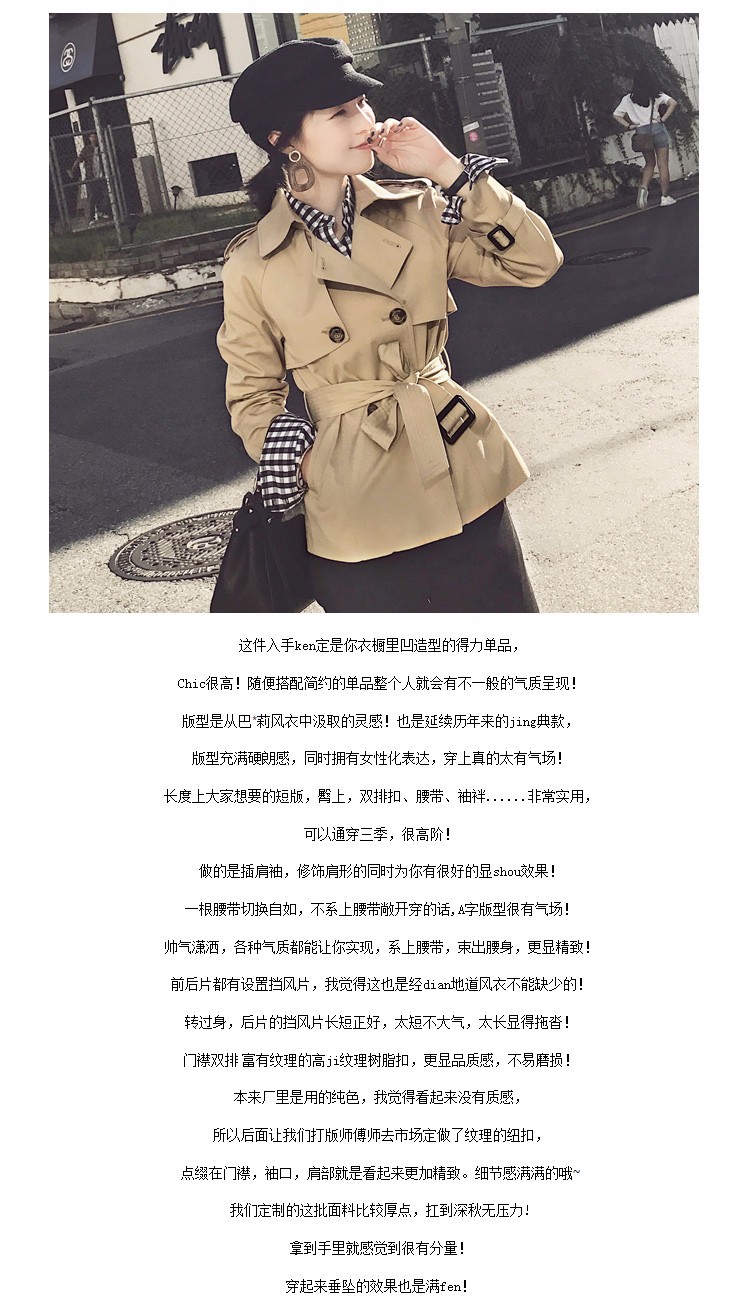 这件入手ken定是你衣橱里凹造型的得力单品，
Chic很高！随便搭配简约的单品整个人就会有不一般的气质呈现！
版型是从巴*莉风衣中汲取的灵感！也是延续历年来的jing典款，
版型充满硬朗感，同时拥有女性化表达，穿上真的太有气场！
长度上大家想要的短版，臀上，双排扣、腰带、袖袢......非常实用，
可以通穿三季，很高阶！
做的是插肩袖，修饰肩形的同时为你有很好的显shou效果！
一根腰带切换自如，不系上腰带敞开穿的话,A字版型很有气场！
帅气潇洒，各种气质都能让你实现，系上腰带，束出腰身，更显精致！
前后片都有设置挡风片，我觉得这也是经dian地道风衣不能缺少的！
转过身，后片的挡风片长短正好，太短不大气，太长显得拖沓！
门襟双排富有纹理的高ji纹理树脂扣，更显品质感，不易磨损！
本来厂里是用的纯色，我觉得看起来没有质感，
所以后面让我们打版师傅师去市场定做了纹理的纽扣，
点缀在门襟，袖口，肩部就是看起来更加精致。细节感满满的哦~
我们定制的这批面料比较厚点，扛到深秋无压力！
拿到手里就感觉到很有分量！
穿起来垂坠的效果也是满fen！